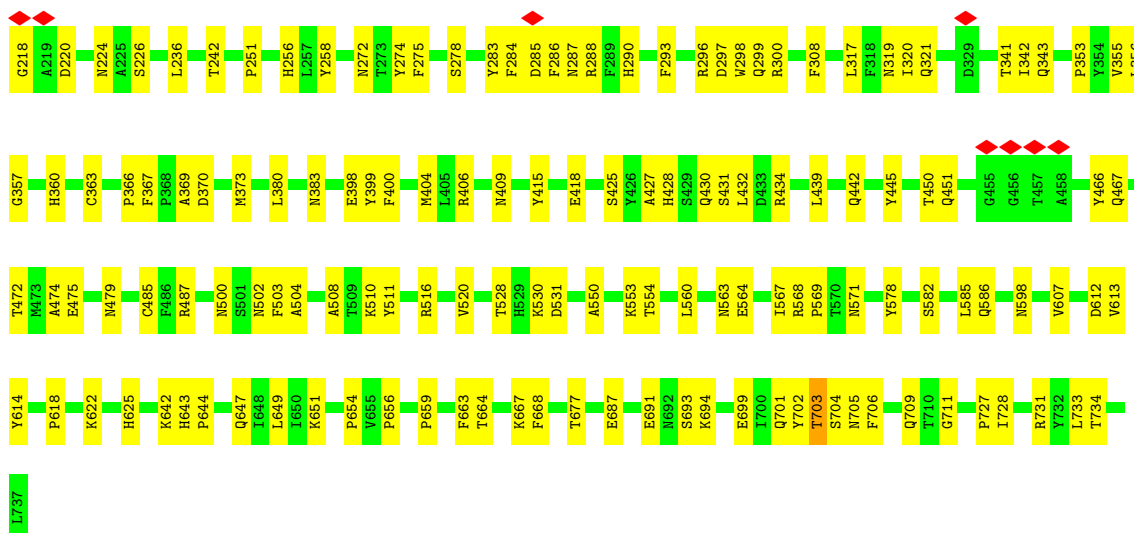 G218 A219 D220 N224 A225 S226 L236 T242 P251 H256 L257 Y258 N272 T273 Y274 F275 S278 Y283 F284 D285 F286 N287 R288 F289 H290 F293 R296 D297 W298 Q299 R300 F308 L317 F318 N319 I320 Q321 D329 T341 I342 Q343 P353 Y354 V355
G357 H360 C363 P366 F367 P368 A369 D370 M373 L380 N383 E398 Y399 F400 M404 L405 R406 N409 Y415 E418 S425 Y426 A427 H428 S429 Q430 S431 L432 D433 R434 L439 Q442 Y445 T450 Q451 G455 G456 T457 A458 Y466 Q467
T472 M473 A474 E475 N479 C485 F486 R487 N500 S501 N502 F503 A504 A508 T509 K510 Y511 R516 V520 T528 H529 K530 D531 A550 K553 T554 L560 N563 E564 I567 R568 P569 T570 N571 Y578 S582 L585 Q586 N598 V607 D612 V613
Y614 P618 K622 H625 K642 H643 P644 Q647 I648 L649 I650 K651 P654 V655 P656 P659 F663 T664 K667 F668 T677 E687 E691 N692 S693 K694 E699 I700 Q701 Y702 T703 S704 N705 F706 Q709 T710 G711 P727 I728 R731 Y732 L733 T734
L737